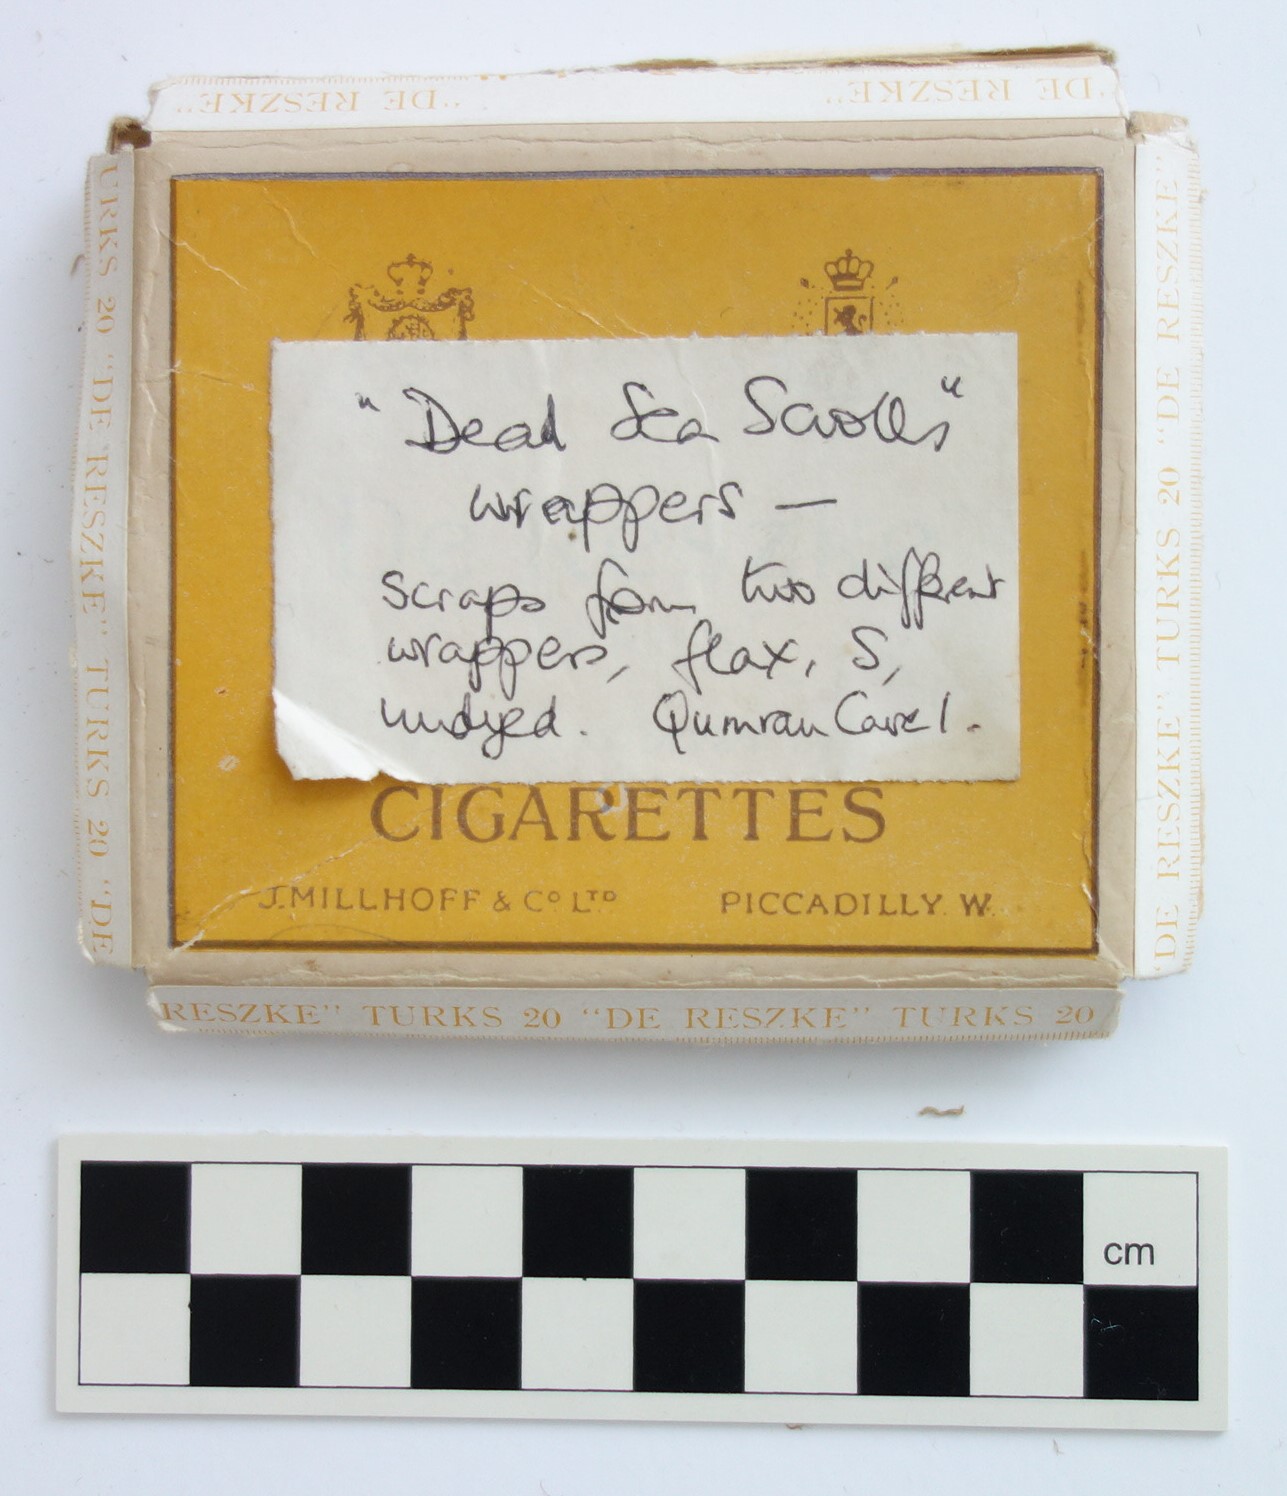 "DE RESZKE" "DE RESZKE"
"Dead Sea Scrolls"
wrappers —
scraps from two different
wrappers, flax, S,
undyed. Qumran Cave 1.
CIGARETTES
J. MILLHOFF & Co LTD PICCADILLY. W.
URKS 20 "DE RESZKE" TURKS 20 "DE
"DE RESZKE" TURKS 20 "DE RESZKE"
RESZKE" TURKS 20 "DE RESZKE" TURKS 20
cm